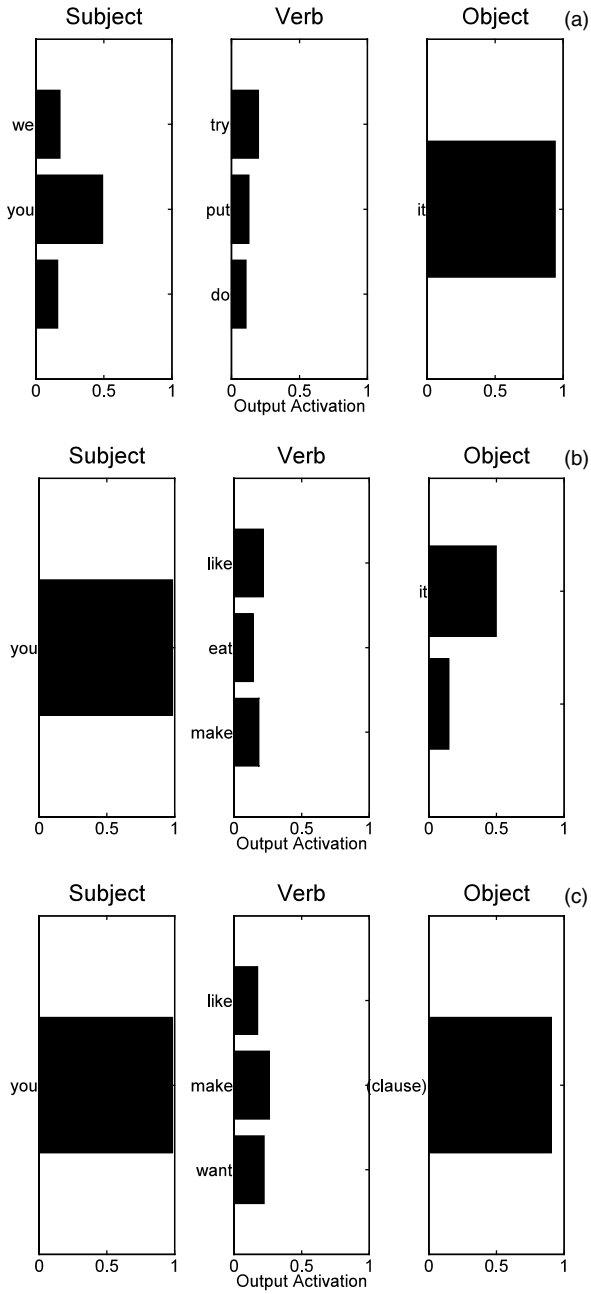 Subject Verb Object (a)
we try
you put it
do
0 0.5 1 0 0.5 1 0 0.5 1
Output Activation
Subject Verb Object (b)
like it
you eat
make
0 0.5 1 0 0.5 1 0 0.5 1
Output Activation
Subject Verb Object (c)
like
you make (clause)
want
0 0.5 1 0 0.5 1 0 0.5 1
Output Activation